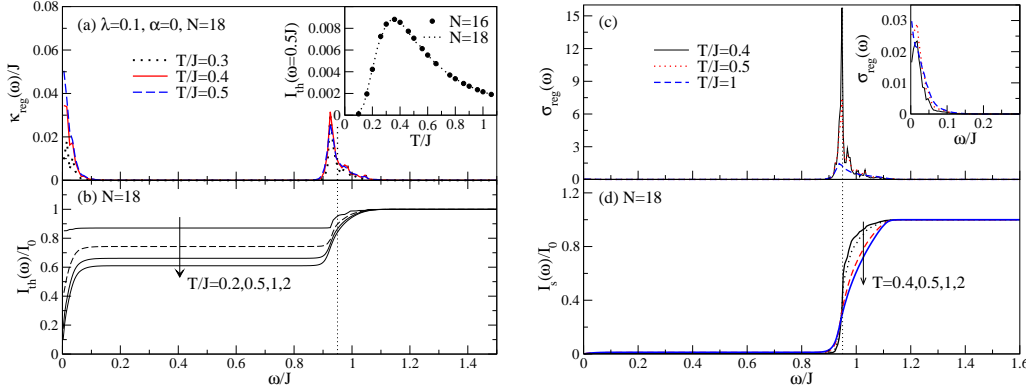 (a) λ=0.1, α=0, N=18
κreg(ω)/J
0.08
0.06
0.04
0.02
0
T/J=0.3
T/J=0.4
T/J=0.5
Ith(ω=0.5J)
0.008
0.006
0.004
0.002
0
N=16
N=18
0.2 0.4 0.6 0.8 1
T/J
(b) N=18
Ith(ω)/I0
1
0.8
0.6
0.4
0.2
0
T/J=0.2,0.5,1,2
0 0.2 0.4 0.6 0.8 1 1.2 1.4
ω/J
(c)
σreg(ω)
15
12
9
6
3
0
T/J=0.4
T/J=0.5
T/J=1
σreg(ω)
0.03
0.02
0.01
0
0 0.2
ω/J
(d) N=18
Is(ω)/I0
1.2
0.8
0.4
0
T=0.4,0.5,1,2
0 0.2 0.4 0.6 0.8 1 1.2 1.4 1.6
ω/J